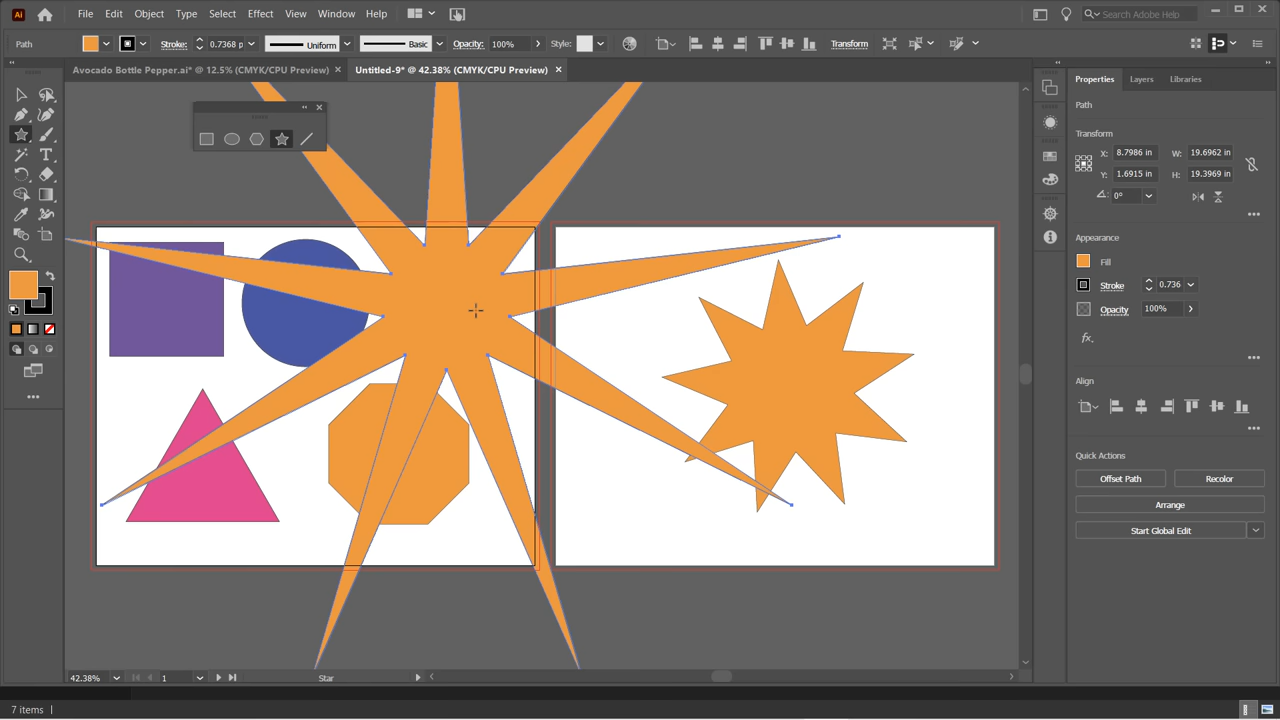 Ai File Edit Object Type Select Effect View Window Help Search Adobe Help
Path Stroke: 0.7368 p Uniform Basic Opacity: 100% Style: Transform
Avocado Bottle Pepper.ai* @ 12.5% (CMYK/CPU Preview) × Untitled-9* @ 42.38% (CMYK/CPU Preview) ×
Properties Layers Libraries
Path
Transform
X: 8.7986 in W: 19.6962 in
Y: 1.6915 in H: 19.3969 in
0°
Appearance
Fill
Stroke 0.736
Opacity 100%
fx.
Align
Quick Actions
Offset Path Recolor
Arrange
Start Global Edit
42.38% 1 Star
7 items